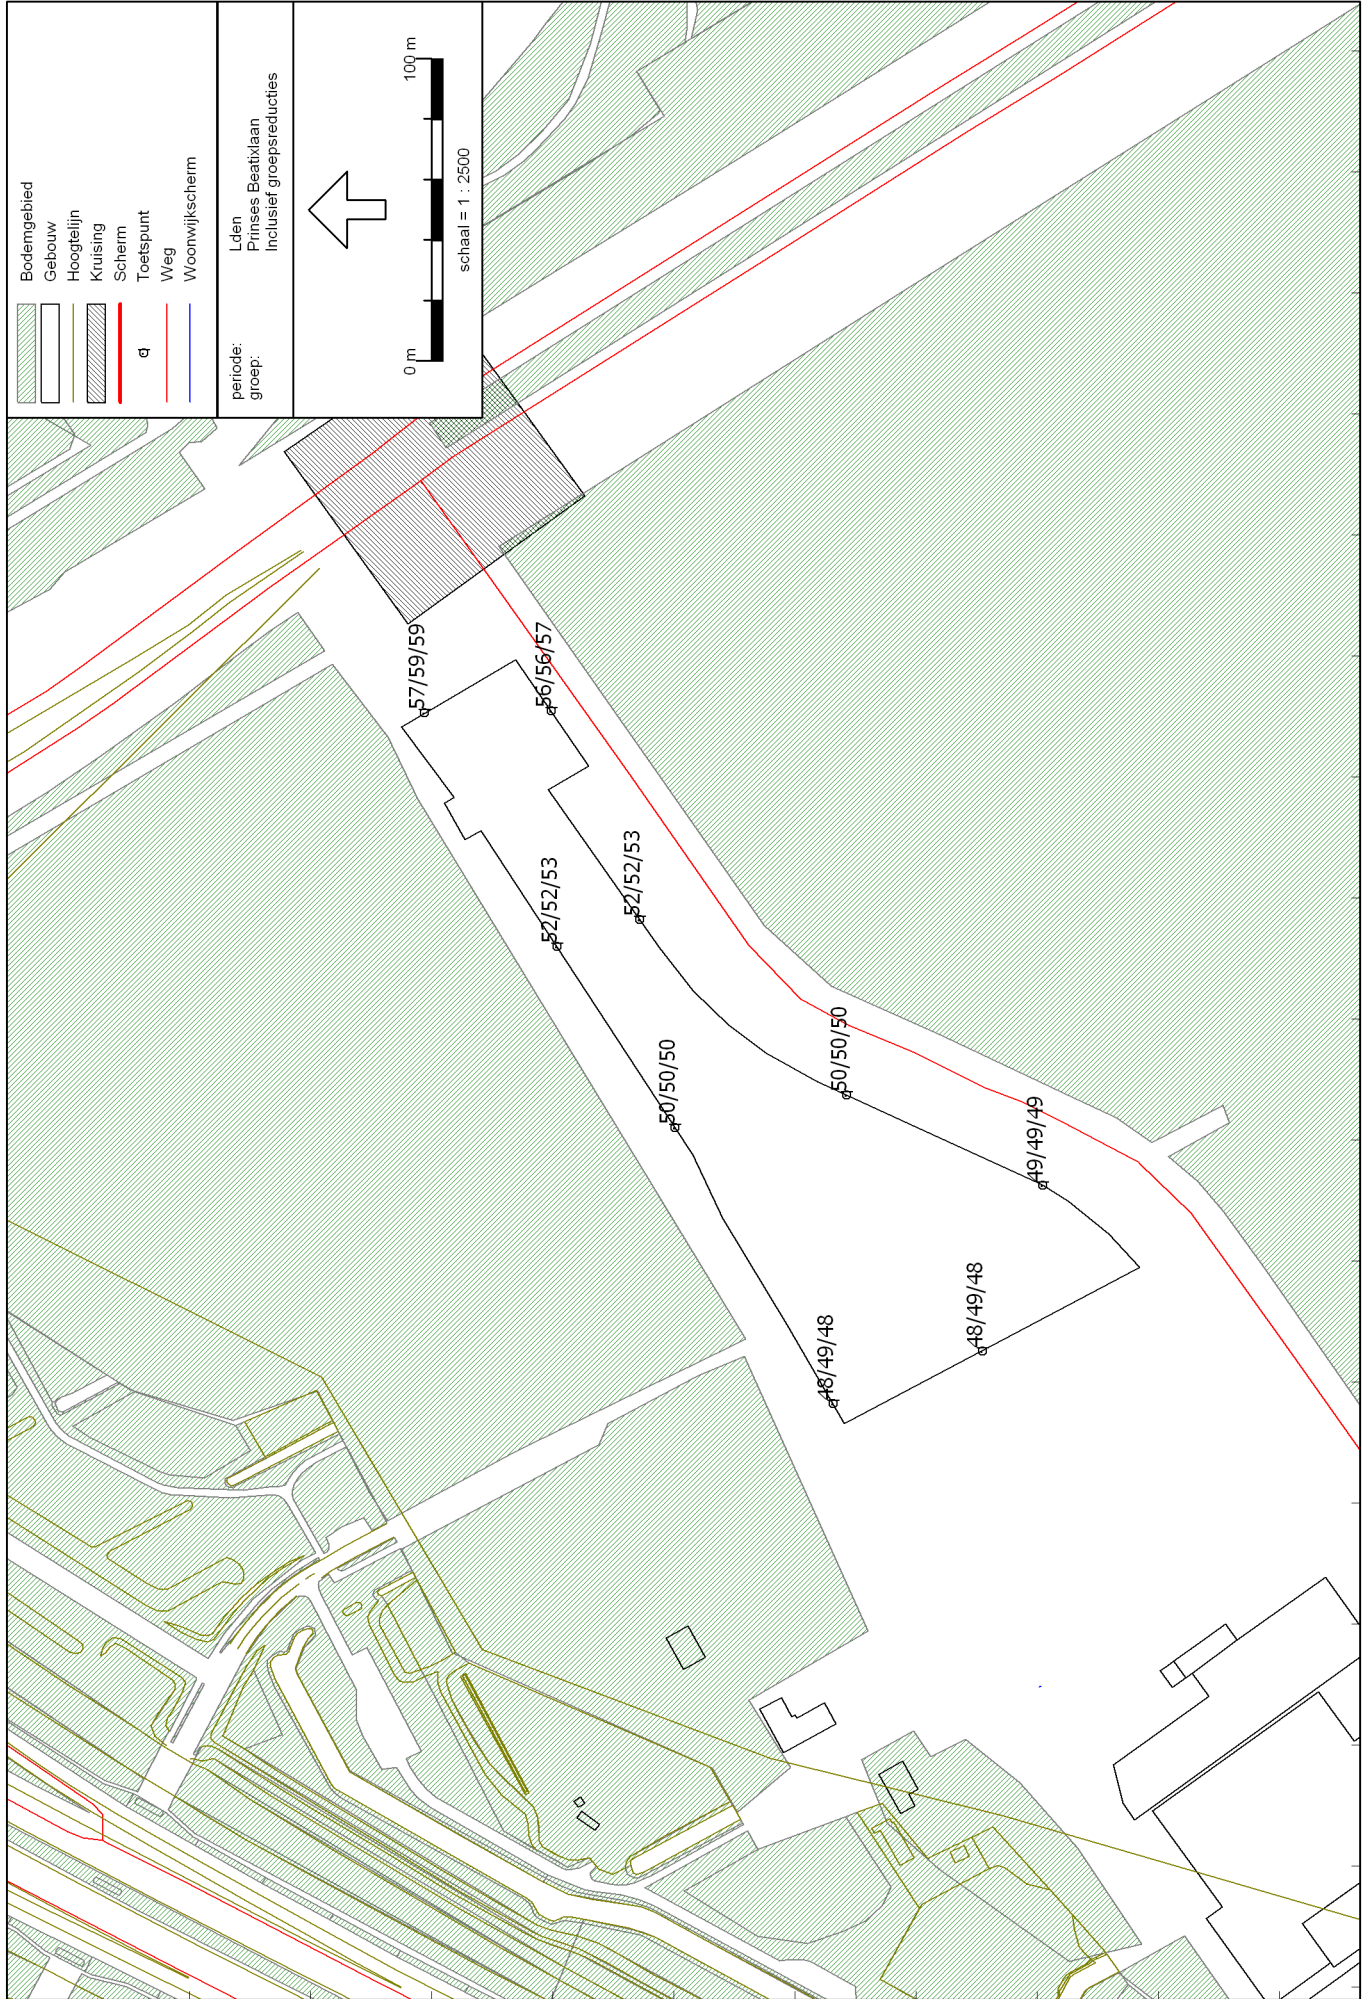 Bodemgebied
Gebouw
Hoogtelijn
Kruising
Scherm
Toetspunt
Weg
Woonwijkscherm
periode: Lden
groep: Prinses Beatixlaan
Inclusief groepsreducties
0 m 100 m
schaal = 1 : 2500
57/59/59
56/56/57
52/52/53
52/52/53
50/50/50
50/50/50
49/49/49
48/49/48
48/49/48